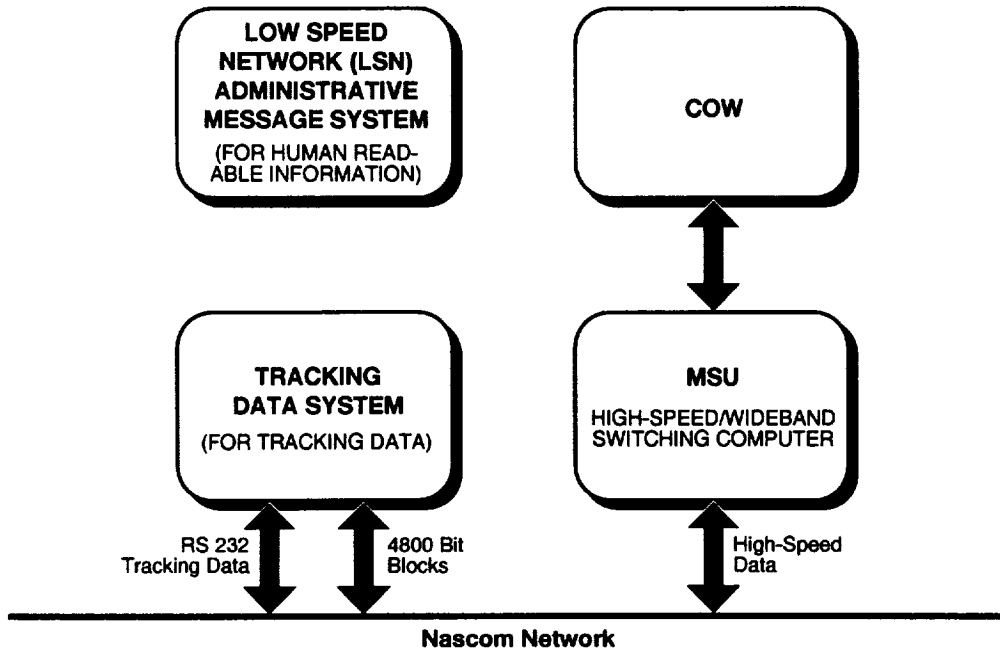 LOW SPEED
NETWORK (LSN)
ADMINISTRATIVE
MESSAGE SYSTEM
(FOR HUMAN READ-
ABLE INFORMATION)
COW
TRACKING
DATA SYSTEM
(FOR TRACKING DATA)
MSU
HIGH-SPEED/WIDEBAND
SWITCHING COMPUTER
RS 232
Tracking Data
4800 Bit
Blocks
High-Speed
Data
Nascom Network